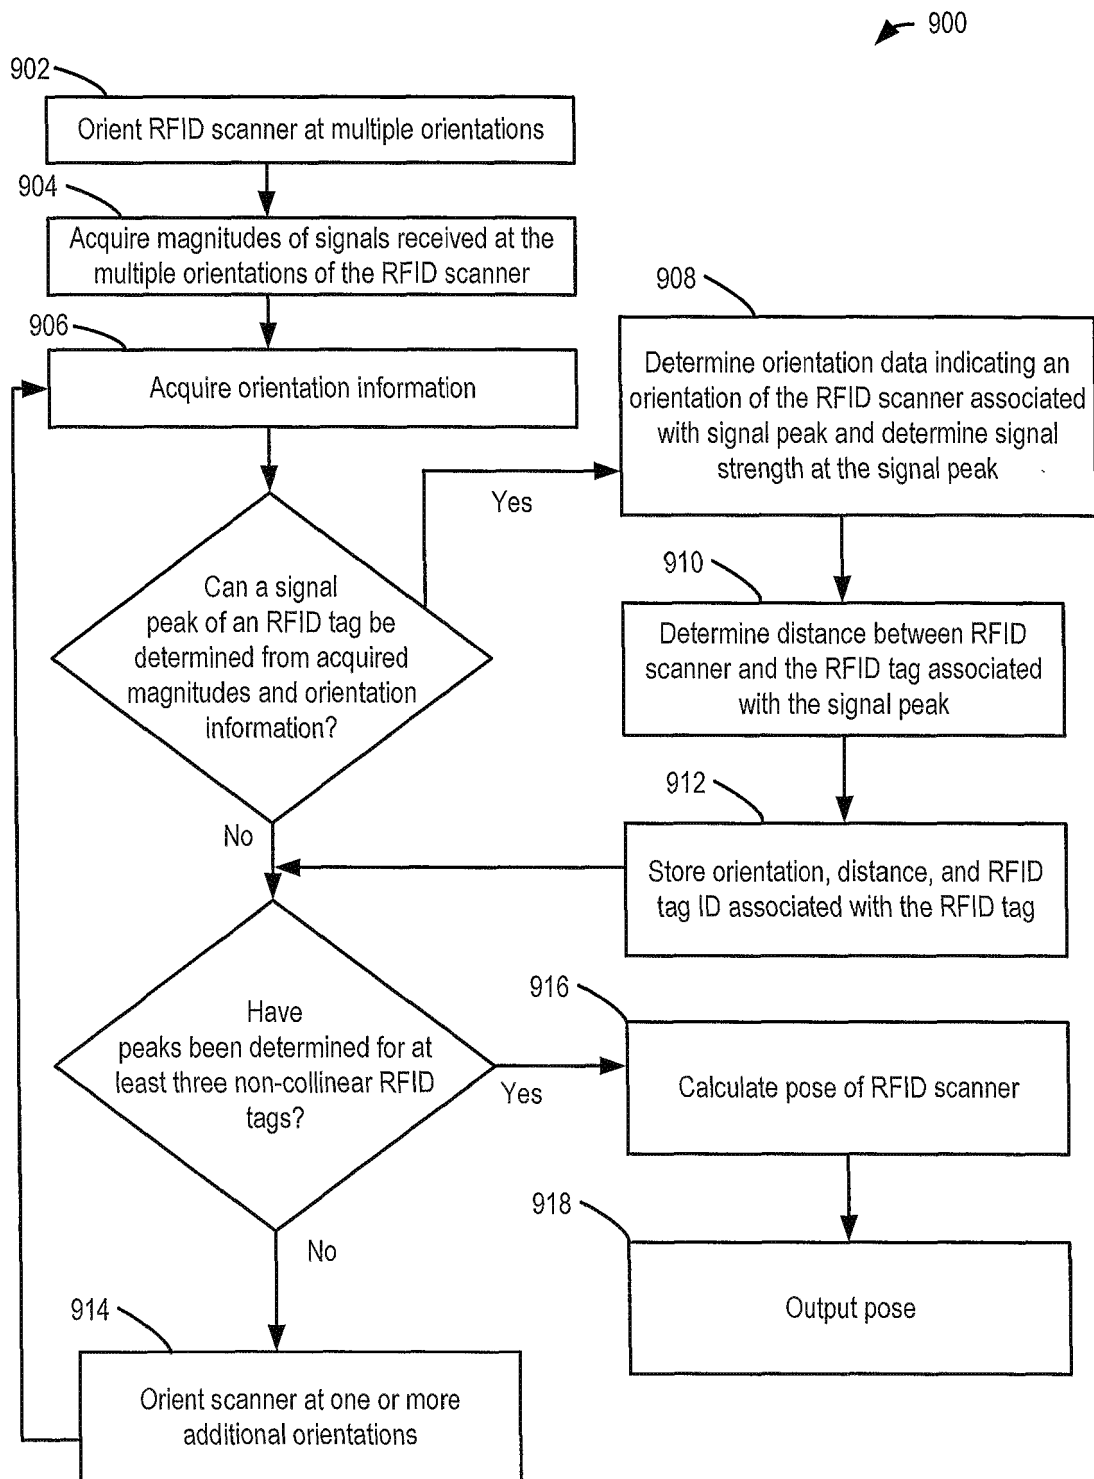 900
902
Orient RFID scanner at multiple orientations
904
Acquire magnitudes of signals received at the
multiple orientations of the RFID scanner
906
Acquire orientation information
Can a signal
peak of an RFID tag be
determined from acquired
magnitudes and orientation
information?
Yes
No
908
Determine orientation data indicating an
orientation of the RFID scanner associated
with signal peak and determine signal
strength at the signal peak
910
Determine distance between RFID
scanner and the RFID tag associated
with the signal peak
912
Store orientation, distance, and RFID
tag ID associated with the RFID tag
Have
peaks been determined for at
least three non-collinear RFID
tags?
Yes
No
914
Orient scanner at one or more
additional orientations
916
Calculate pose of RFID scanner
918
Output pose